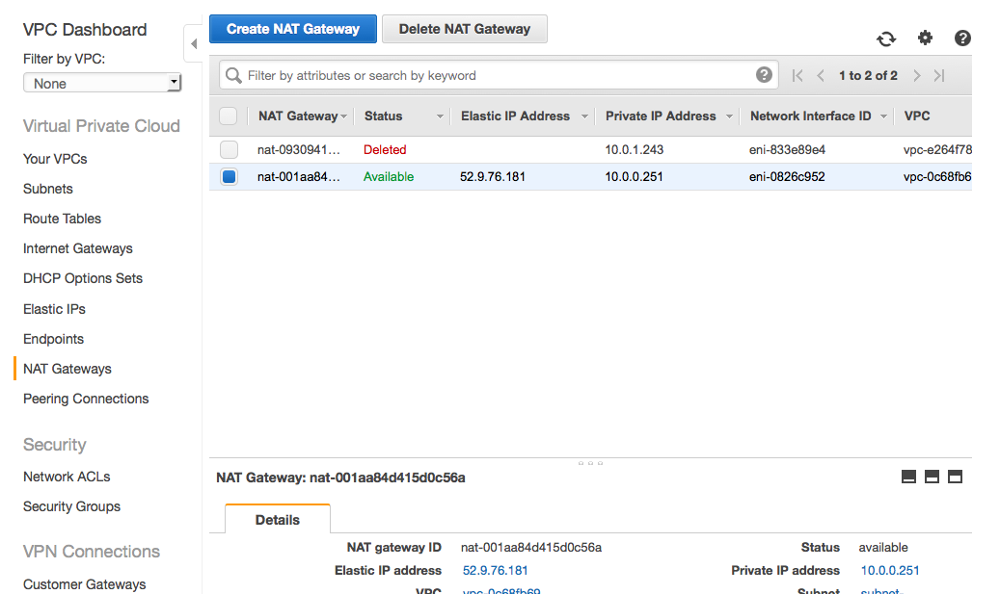 VPC Dashboard
Filter by VPC:
None
Virtual Private Cloud
Your VPCs
Subnets
Route Tables
Internet Gateways
DHCP Options Sets
Elastic IPs
Endpoints
NAT Gateways
Peering Connections
Security
Network ACLs
Security Groups
VPN Connections
Customer Gateways
Create NAT Gateway Delete NAT Gateway
Filter by attributes or search by keyword 1 to 2 of 2
NAT Gateway Status Elastic IP Address Private IP Address Network Interface ID VPC
nat-0930941... Deleted 10.0.1.243 eni-833e89e4 vpc-e264f78
nat-001aa84... Available 52.9.76.181 10.0.0.251 eni-0826c952 vpc-0c68fb6
NAT Gateway: nat-001aa84d415d0c56a
Details
NAT gateway ID nat-001aa84d415d0c56a Status available
Elastic IP address 52.9.76.181 Private IP address 10.0.0.251
VPC vpc-0c68fb69 Subnet subnet-